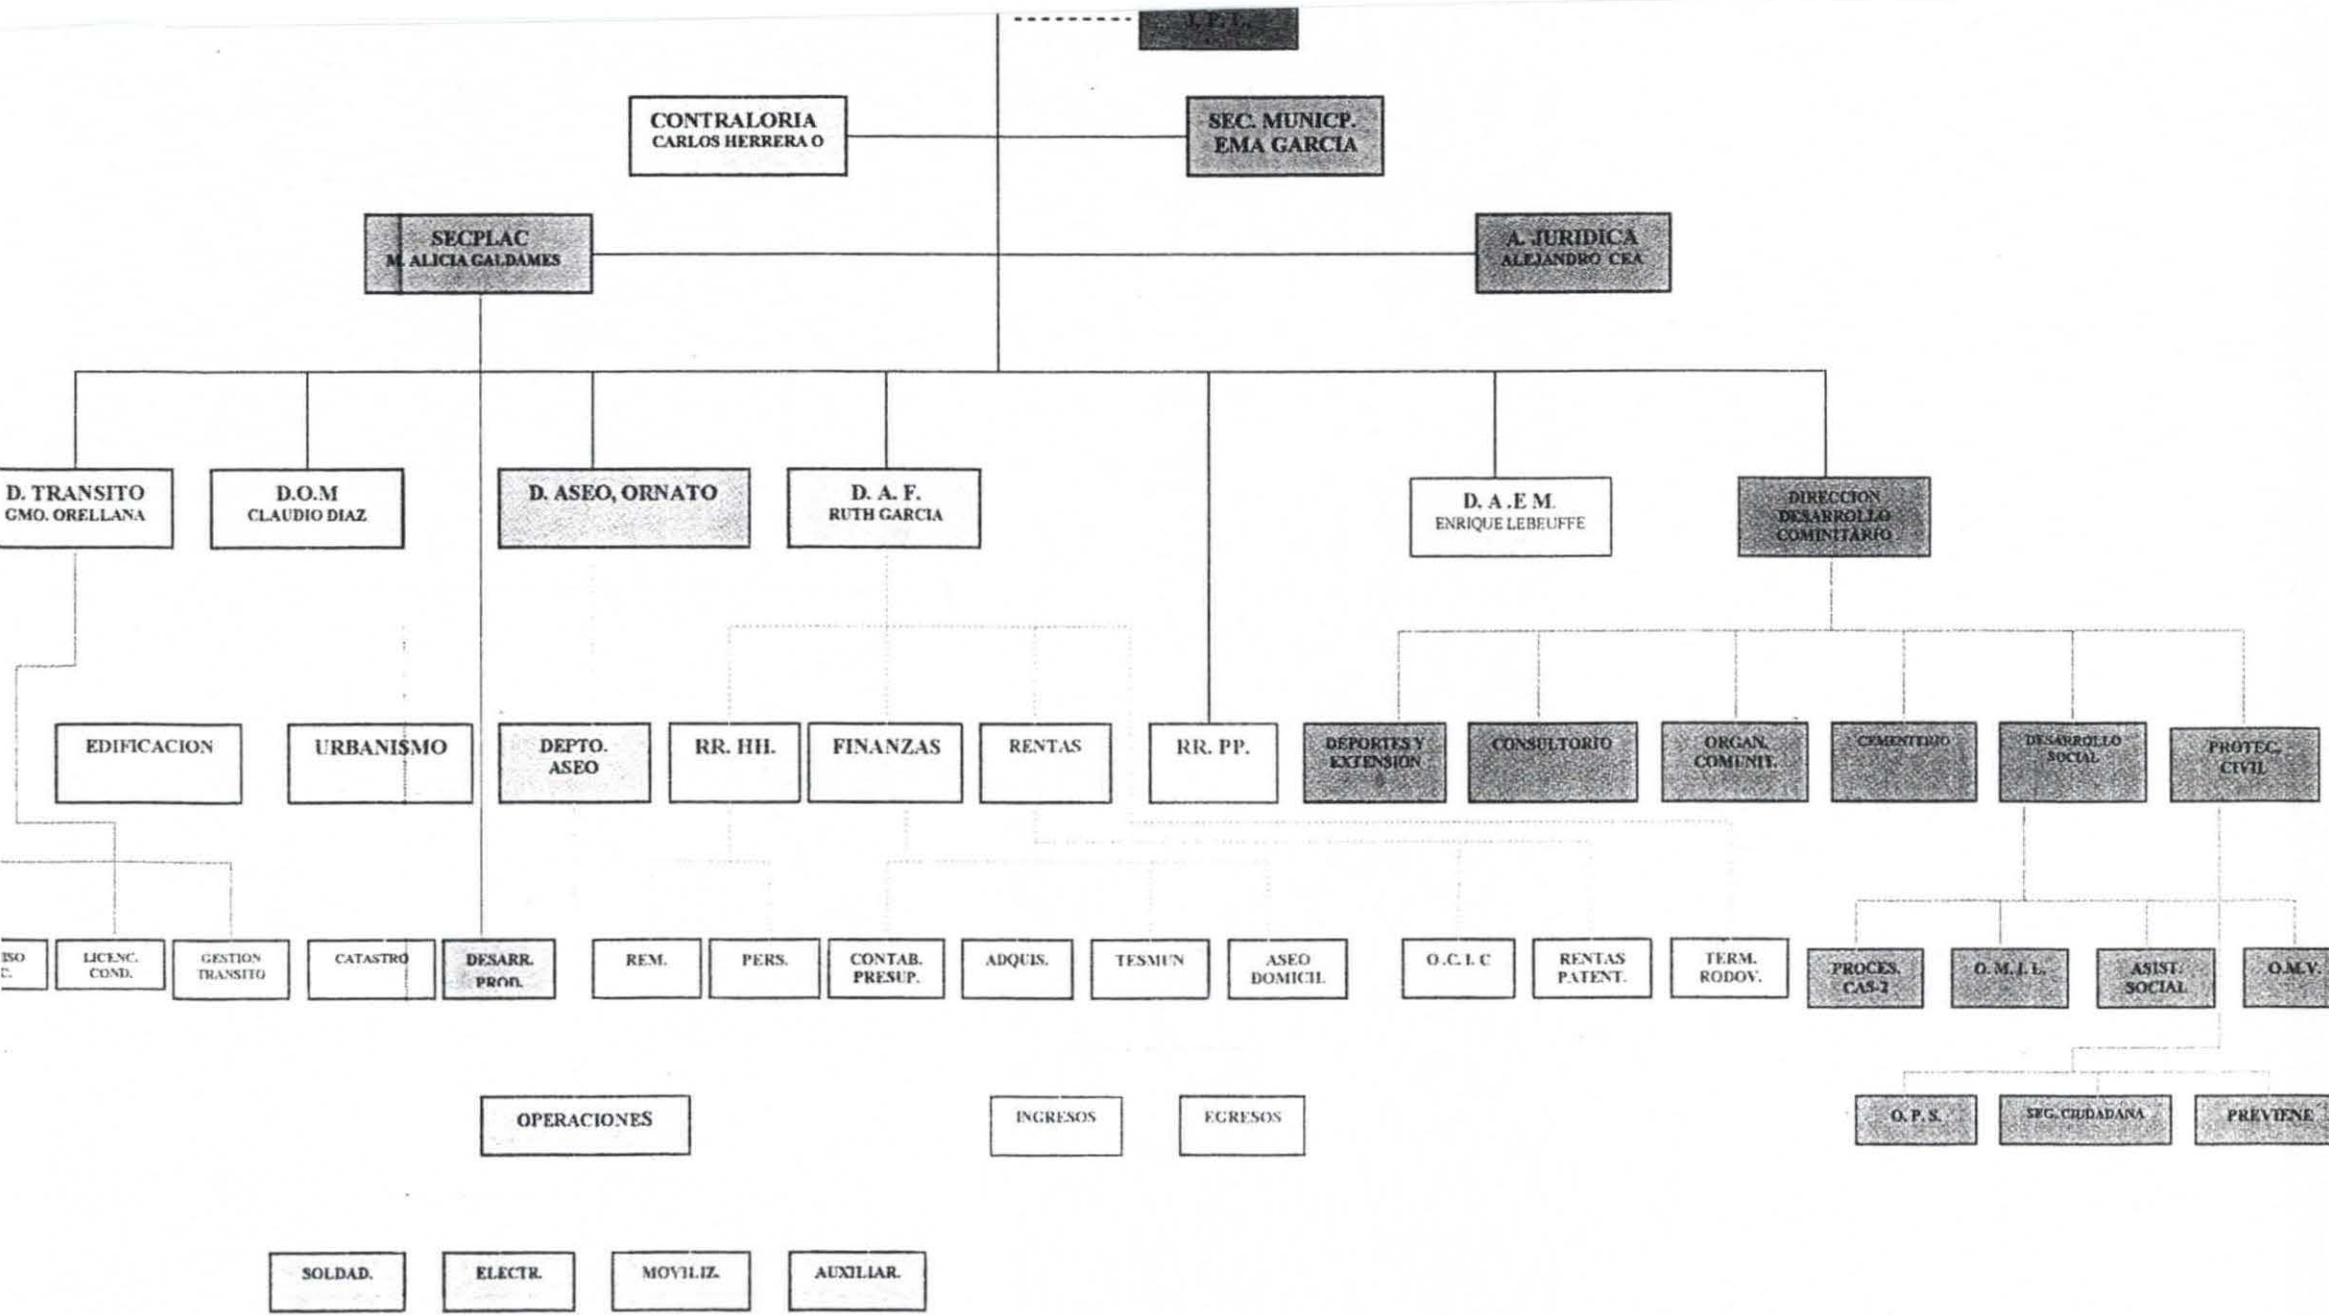 J. P. L.
CONTRALORIA
CARLOS HERRERA O
SEC. MUNICP.
EMA GARCIA
SECPLAC
M. ALICIA GALDAMES
A. JURIDICA
ALEJANDRO CEA
D. TRANSITO
GMO. ORELLANA
D.O.M
CLAUDIO DIAZ
D. ASEO, ORNATO
D. A. F.
RUTH GARCIA
D. A .E M.
ENRIQUE LEBEUFFE
DIRECCION
DESARROLLO
COMINITARIO
EDIFICACION
URBANISMO
DEPTO.
ASEO
RR. HH.
FINANZAS
RENTAS
RR. PP.
DEPORTES Y
EXTENSION
CONSULTORIO
ORGAN.
COMUNIT.
CEMENTERIO
DESARROLLO
SOCIAL
PROTEC.
CIVIL
ISO
C.
LICENC.
COND.
GESTION
TRANSITO
CATASTRO
DESARR.
PROD.
REM.
PERS.
CONTAB.
PRESUP.
ADQUIS.
TESMUN
ASEO
DOMICIL.
O.C.I.C
RENTAS
PATENT.
TERM.
RODOV.
PROCES.
CAS-2
O.M.I.L.
ASIST.
SOCIAL
O.M.V.
OPERACIONES
INGRESOS
EGRESOS
O. P. S.
SEG. CIUDADANA
PREVIENE
SOLDAD.
ELECTR.
MOVILIZ.
AUXILIAR.